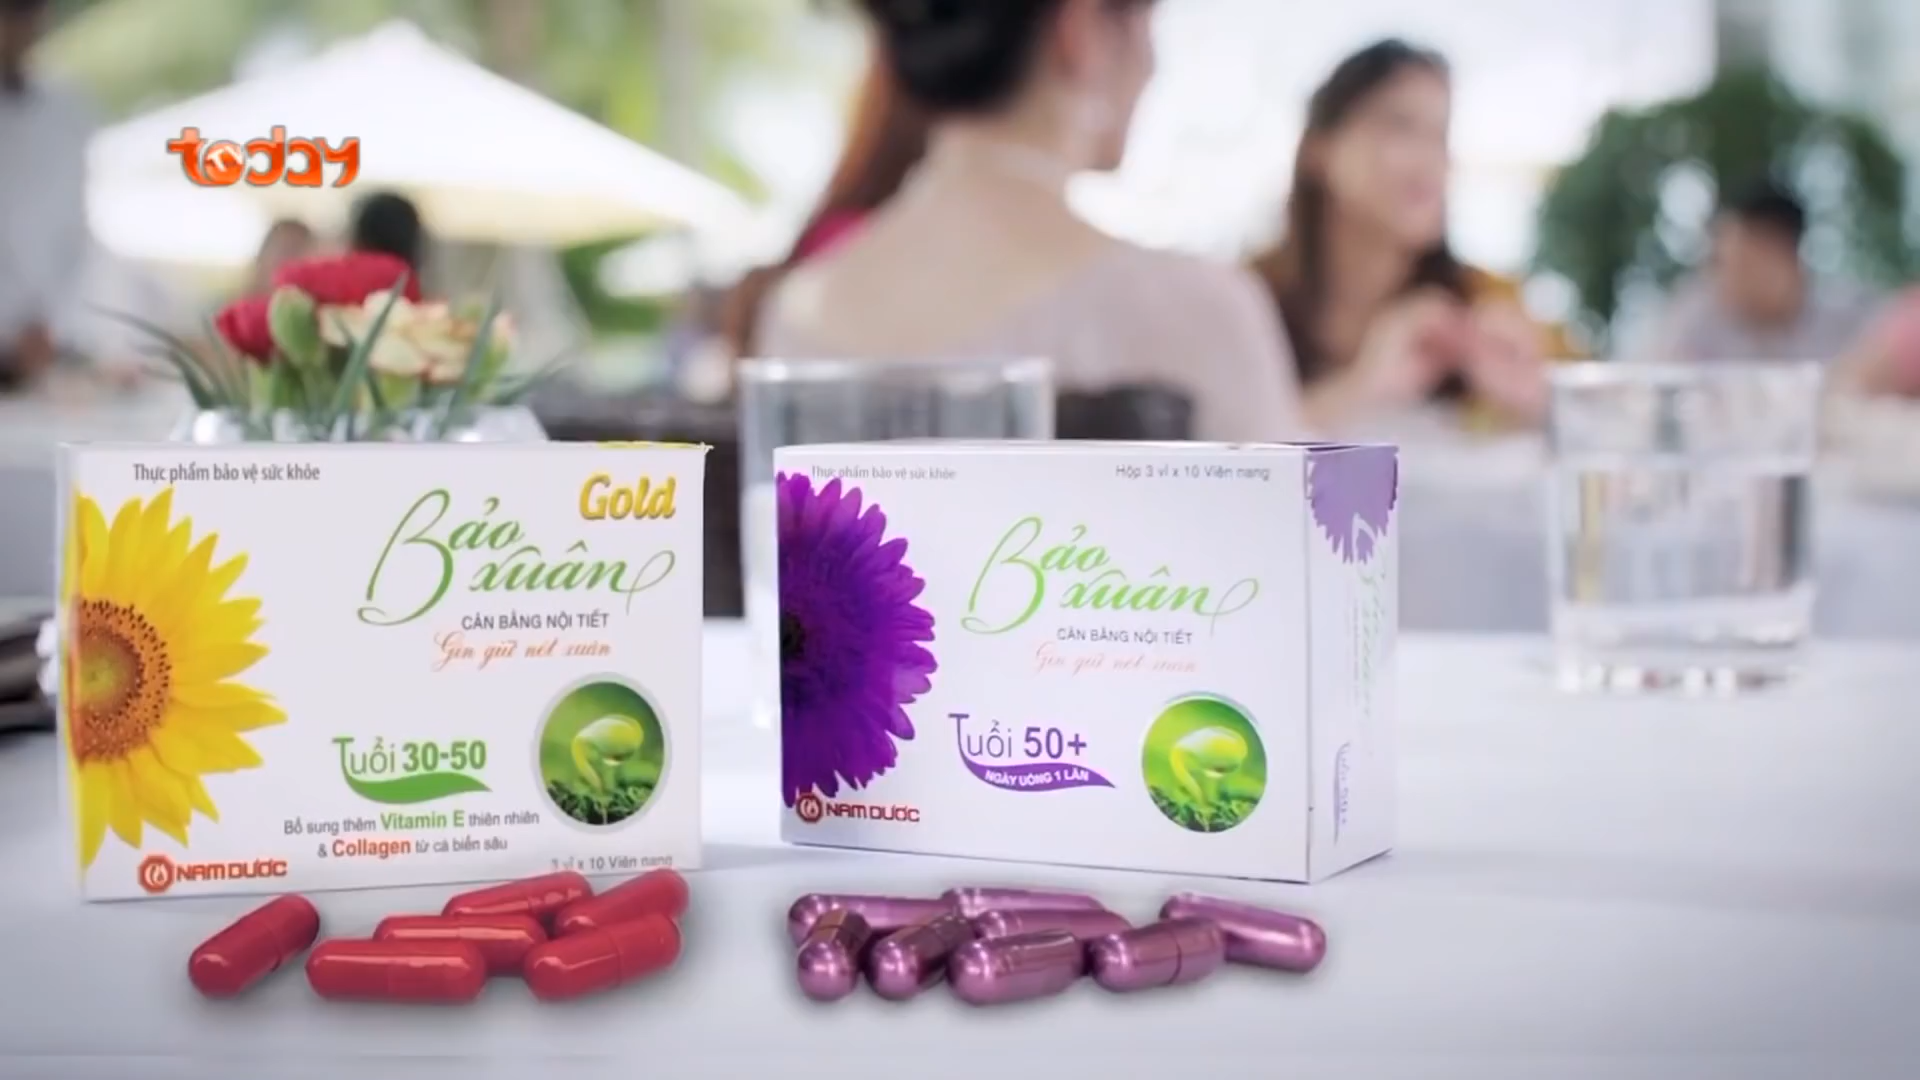 today
TV
Thực phẩm bảo vệ sức khỏe
Gold
Bảo
xuân
CÂN BẰNG NỘI TIẾT
Gìn giữ nét xuân
Tuổi 30-50
Bổ sung thêm Vitamin E thiên nhiên
& Collagen từ cá biển sâu
NAM DƯỢC
3 vỉ x 10 Viên nang
Thực phẩm bảo vệ sức khỏe
Hộp 3 vỉ x 10 Viên nang
Bảo
xuân
CÂN BẰNG NỘI TIẾT
Gìn giữ nét xuân
Tuổi 50+
NGÀY UỐNG 1 LẦN
NAM DƯỢC